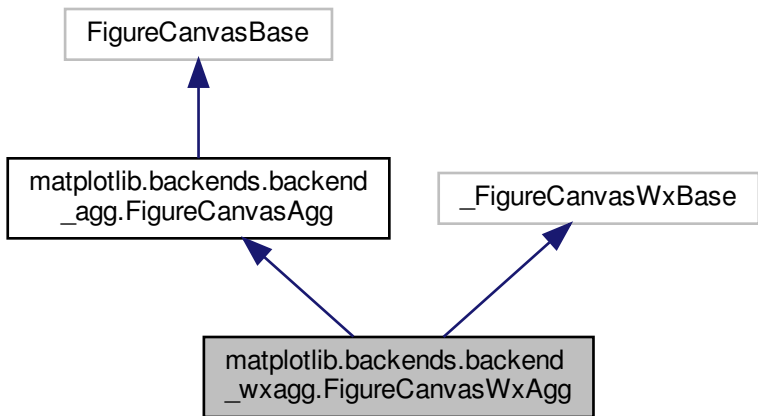 FigureCanvasBase
matplotlib.backends.backend
_agg.FigureCanvasAgg
_FigureCanvasWxBase
matplotlib.backends.backend
_wxagg.FigureCanvasWxAgg